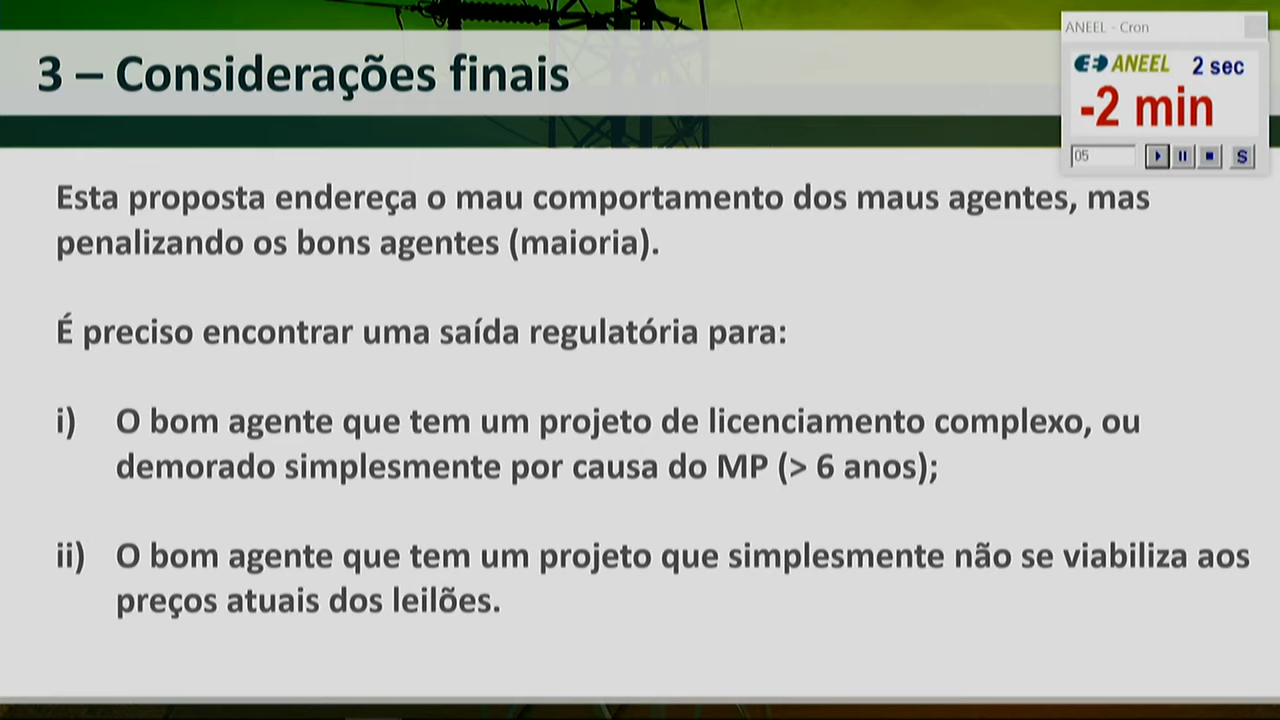 3 – Considerações finais
ANEEL - Cron
ANEEL 2 sec
-2 min
05
S
Esta proposta endereça o mau comportamento dos maus agentes, mas
penalizando os bons agentes (maioria).
É preciso encontrar uma saída regulatória para:
i) O bom agente que tem um projeto de licenciamento complexo, ou
demorado simplesmente por causa do MP (> 6 anos);
ii) O bom agente que tem um projeto que simplesmente não se viabiliza aos
preços atuais dos leilões.